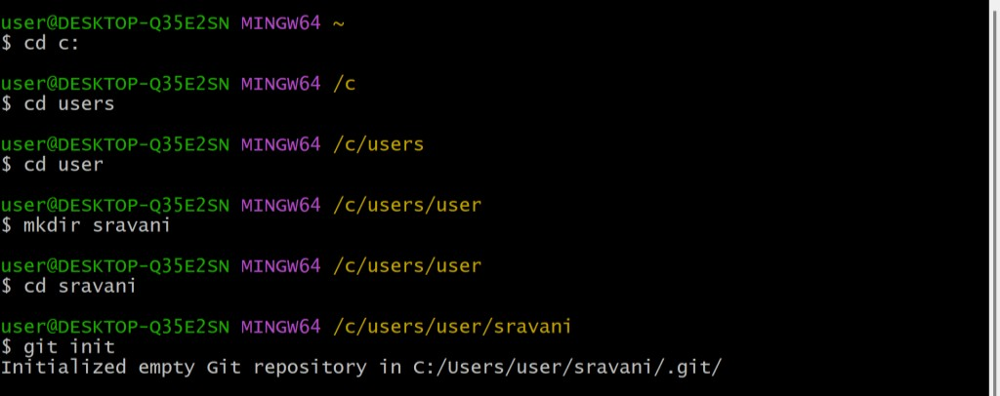 user@DESKTOP-Q35E2SN MINGW64 ~
$ cd c:
user@DESKTOP-Q35E2SN MINGW64 /c
$ cd users
user@DESKTOP-Q35E2SN MINGW64 /c/users
$ cd user
user@DESKTOP-Q35E2SN MINGW64 /c/users/user
$ mkdir sravani
user@DESKTOP-Q35E2SN MINGW64 /c/users/user
$ cd sravani
user@DESKTOP-Q35E2SN MINGW64 /c/users/user/sravani
$ git init
Initialized empty Git repository in C:/Users/user/sravani/.git/